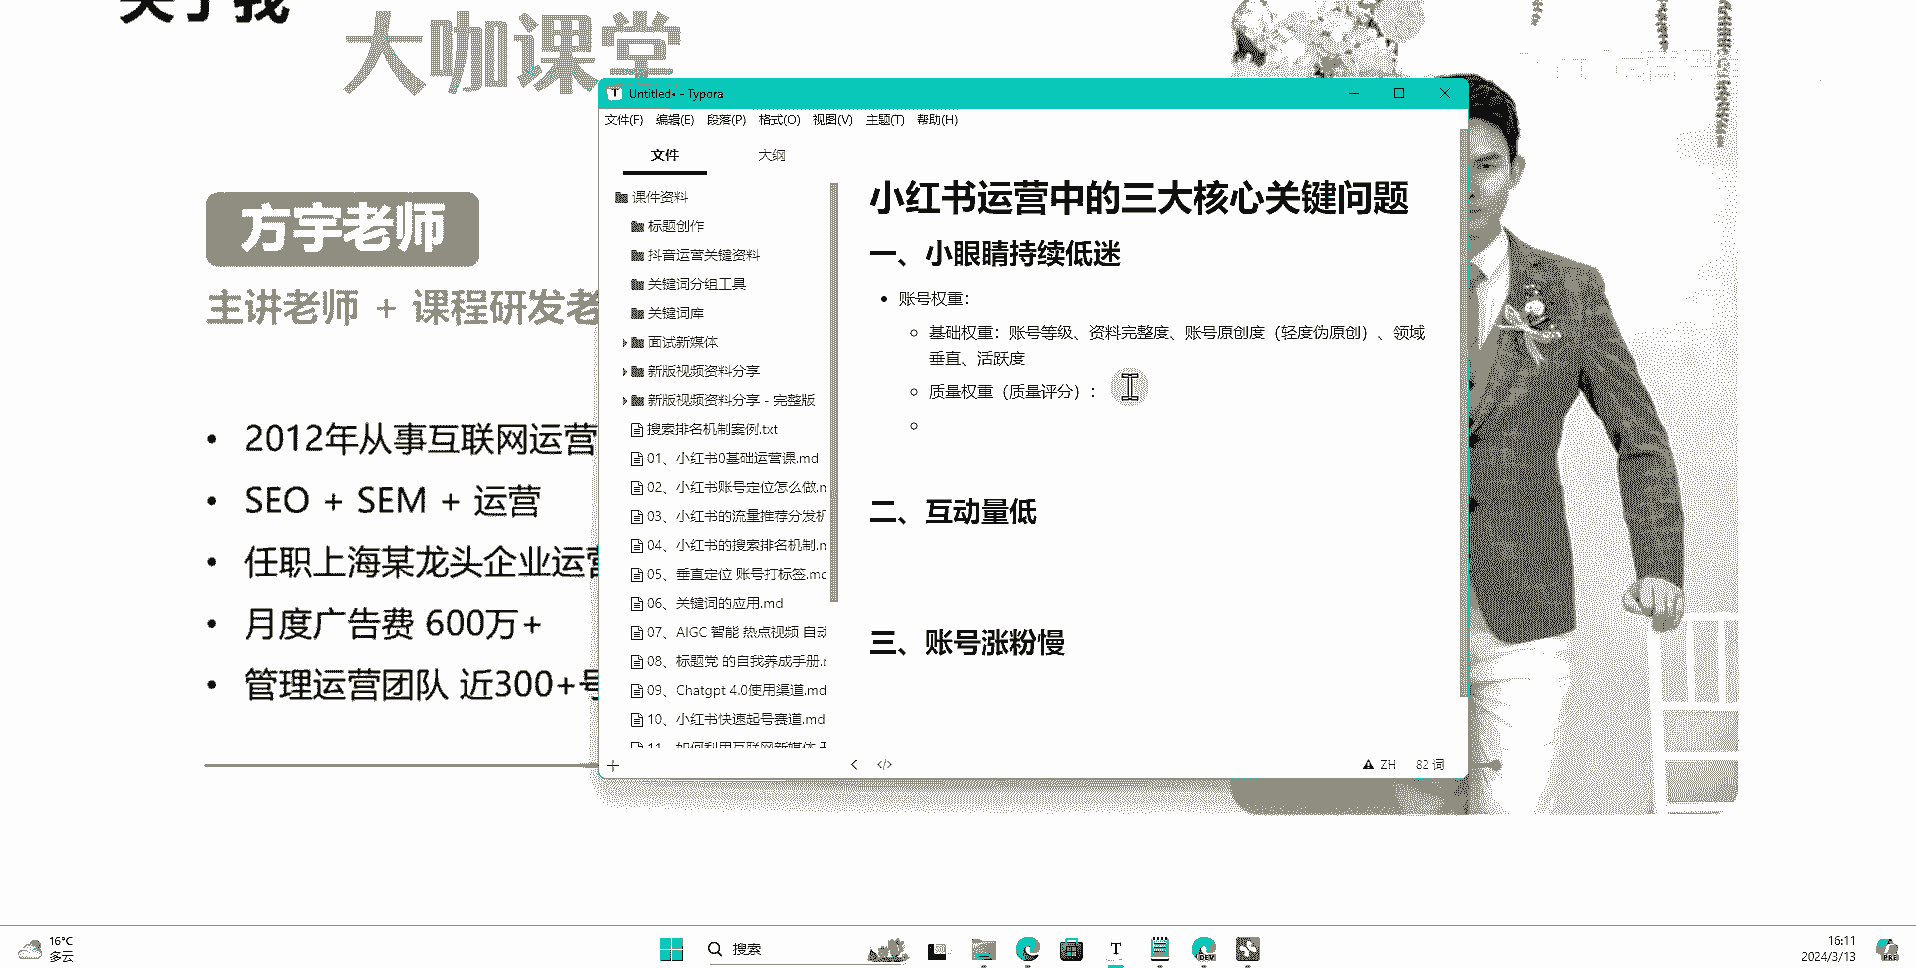 大咖课堂
方宇老师
主讲老师 + 课程研发老
• 2012年从事互联网运营
• SEO + SEM + 运营
• 任职上海某龙头企业运营
• 月度广告费 600万+
• 管理运营团队 近300+号
Untitled• - Typora
文件(F) 编辑(E) 段落(P) 格式(O) 视图(V) 主题(T) 帮助(H)
文件 大纲
课件资料
标题创作
抖音运营关键资料
关键词分组工具
关键词库
面试新媒体
新版视频资料分享
新版视频资料分享 - 完整版
搜索排名机制案例.txt
01、小红书0基础运营课.md
02、小红书账号定位怎么做.m
03、小红书的流量推荐分发机
04、小红书的搜索排名机制.m
05、垂直定位 账号打标签.md
06、关键词的应用.md
07、AIGC 智能 热点视频 自动
08、标题党 的自我养成手册.m
09、Chatgpt 4.0使用渠道.md
10、小红书快速起号赛道.md
11、如何利用互联网新媒体
小红书运营中的三大核心关键问题
一、小眼睛持续低迷
• 账号权重：
基础权重：账号等级、资料完整度、账号原创度（轻度伪原创）、领域
垂直、活跃度
质量权重（质量评分）：
二、互动量低
三、账号涨粉慢
ZH 82 词
16°C
多云
搜索
16:11
2024/3/13